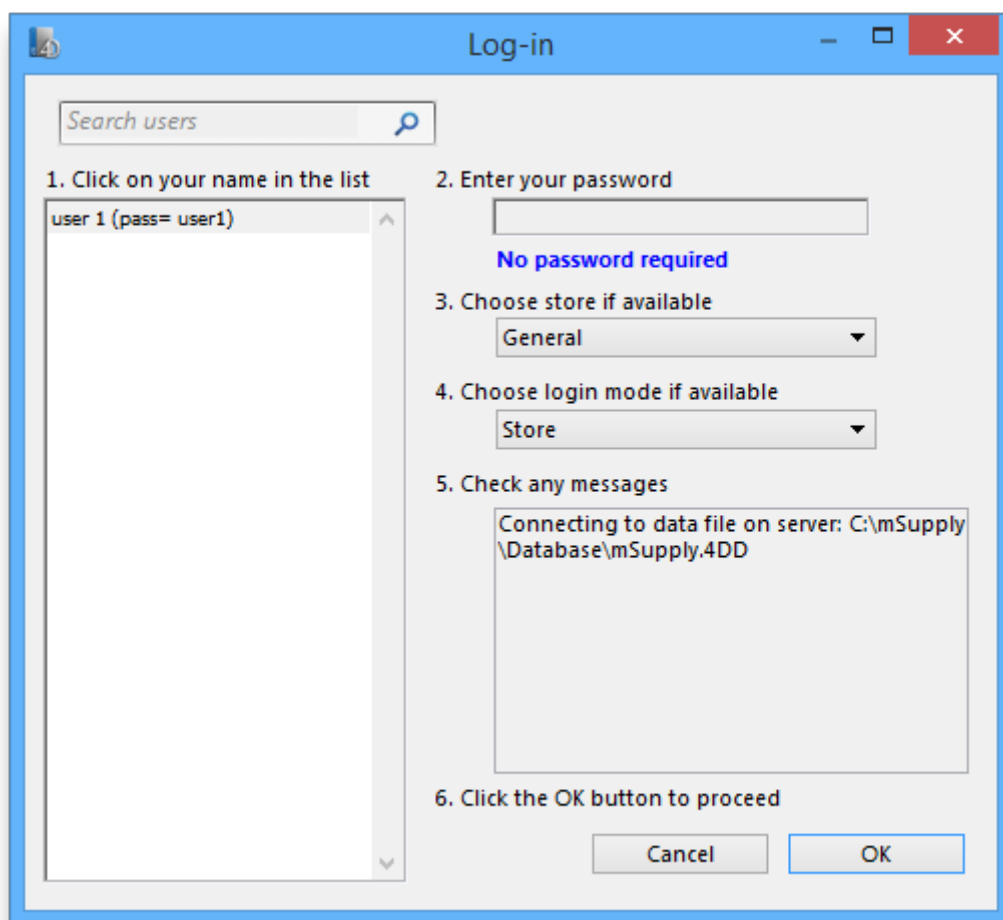 Log-in
Search users
1. Click on your name in the list
user 1 (pass= user1)
2. Enter your password
No password required
3. Choose store if available
General
4. Choose login mode if available
Store
5. Check any messages
Connecting to data file on server: C:\mSupply
\Database\mSupply.4DD
6. Click the OK button to proceed
Cancel
OK